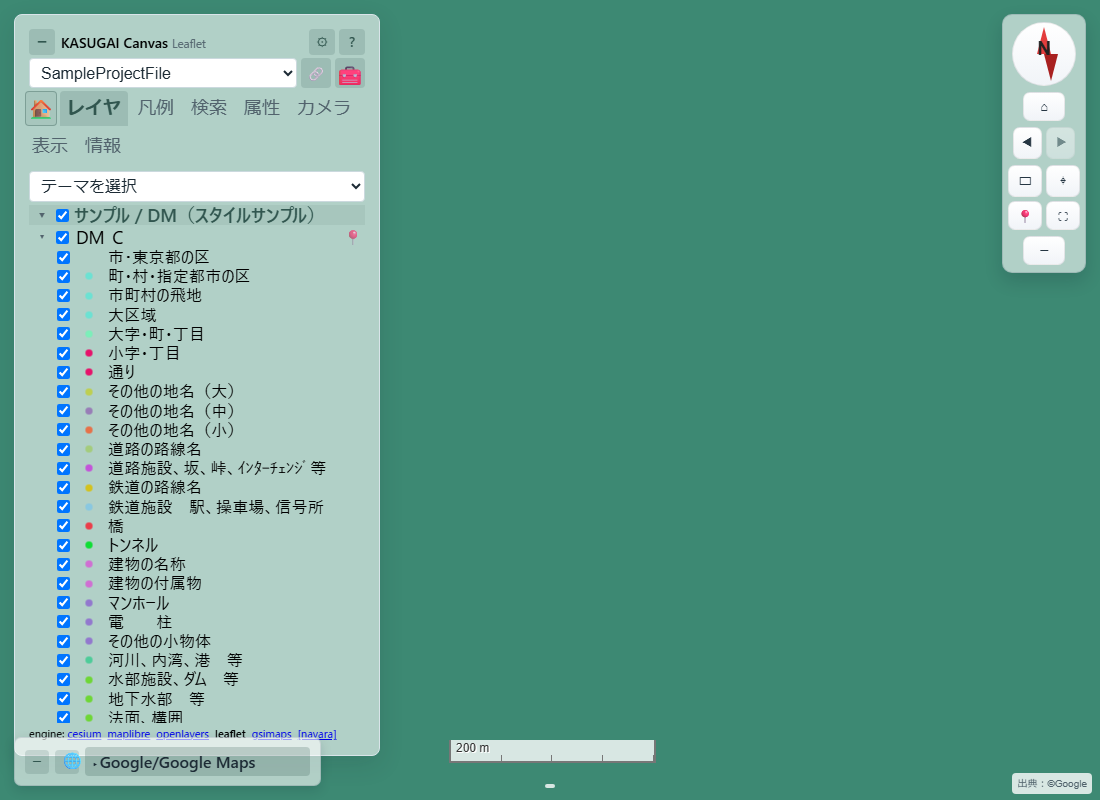 − KASUGAI Canvas Leaflet ?
SampleProjectFile
レイヤ 凡例 検索 属性 カメラ
表示 情報
テーマを選択
サンプル / DM（スタイルサンプル）
DM C
市・東京都の区
町・村・指定都市の区
市町村の飛地
大区域
大字・町・丁目
小字・丁目
通り
その他の地名（大）
その他の地名（中）
その他の地名（小）
道路の路線名
道路施設、坂、峠、ｲﾝﾀｰﾁｪﾝｼﾞ等
鉄道の路線名
鉄道施設　駅、操車場、信号所
橋
トンネル
建物の名称
建物の付属物
マンホール
電　　柱
その他の小物体
河川、内湾、港　等
水部施設、ダム　等
地下水部　等
法面、構囲
engine: cesium maplibre openlayers leaflet gsimaps [navara]
− Google/Google Maps
N
−
200 m
出典：©Google